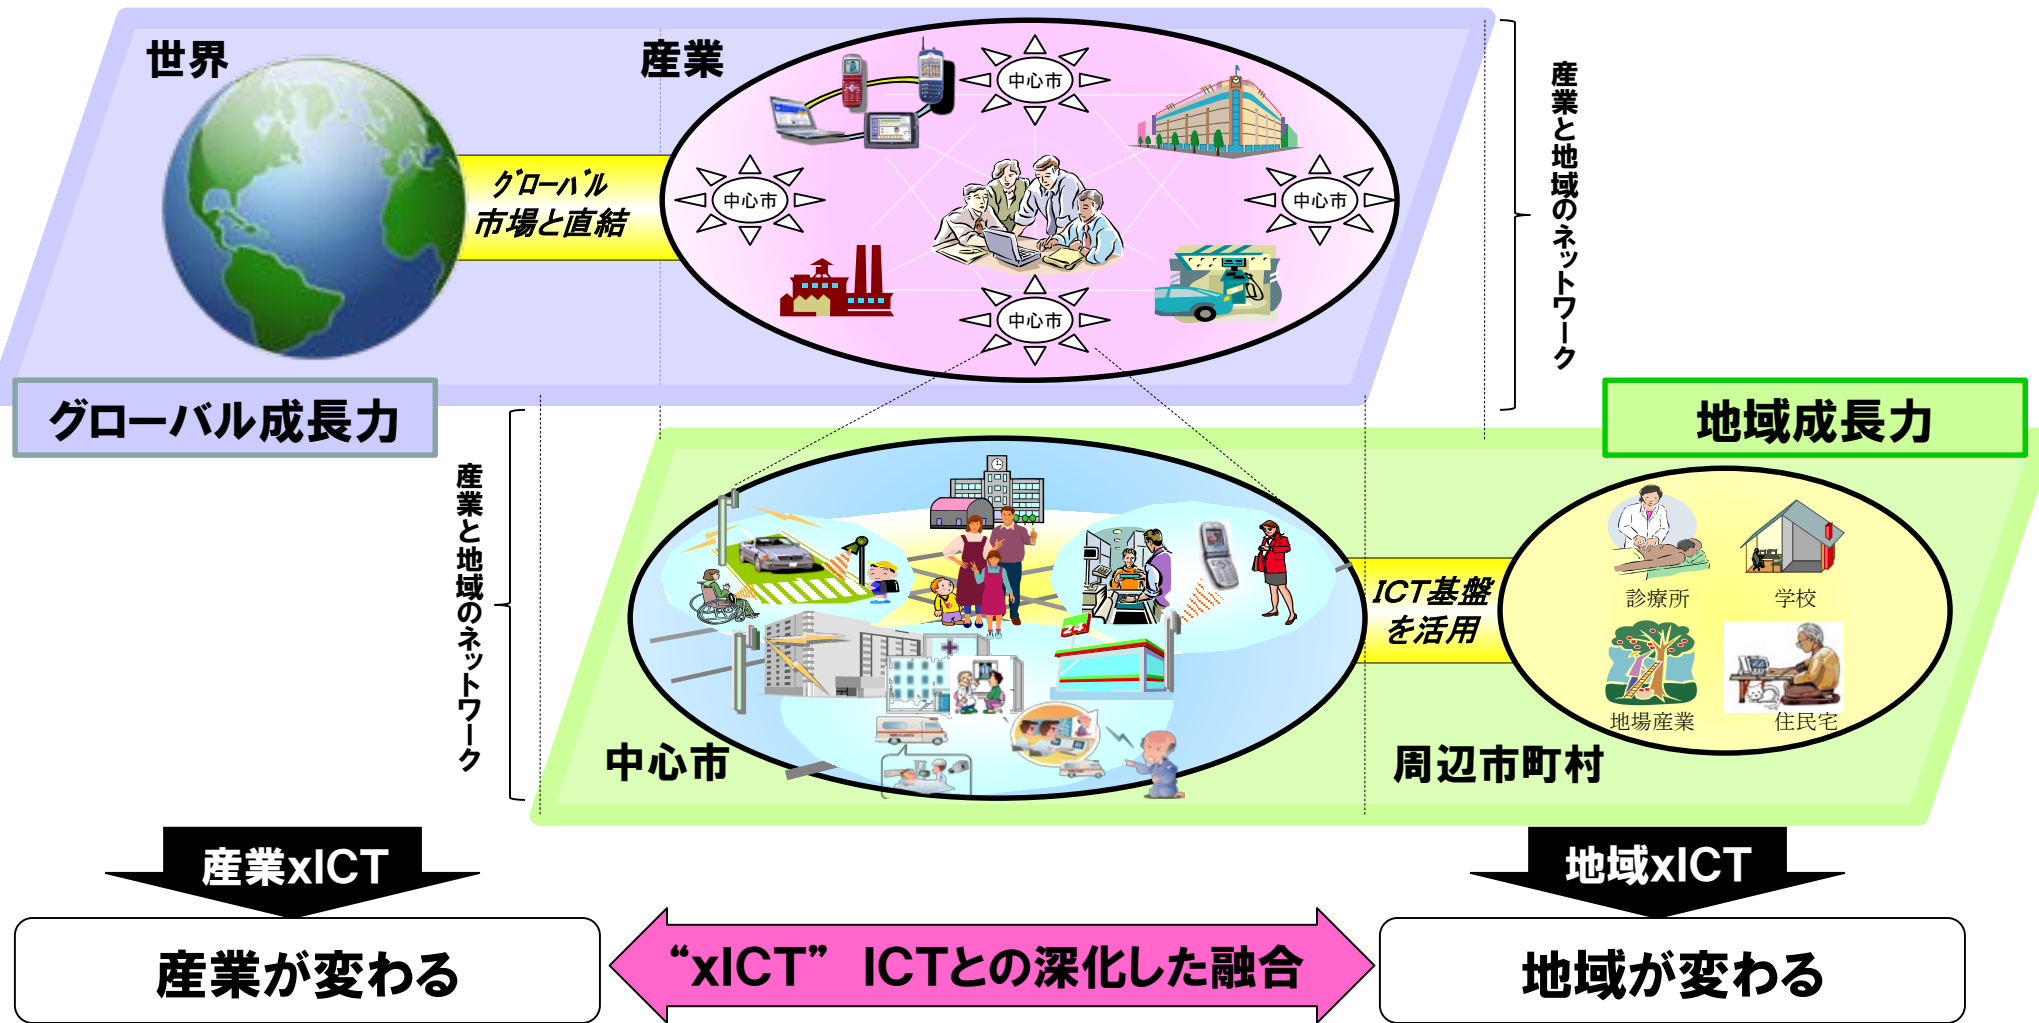 世界
産業
中心市
中心市
中心市
中心市
グローバル
市場と直結
産業と地域のネットワーク
グローバル成長力
地域成長力
産業と地域のネットワーク
24
ICT基盤
を活用
診療所
学校
地場産業
住民宅
中心市
周辺市町村
産業xICT
地域xICT
産業が変わる
“xICT” ICTとの深化した融合
地域が変わる